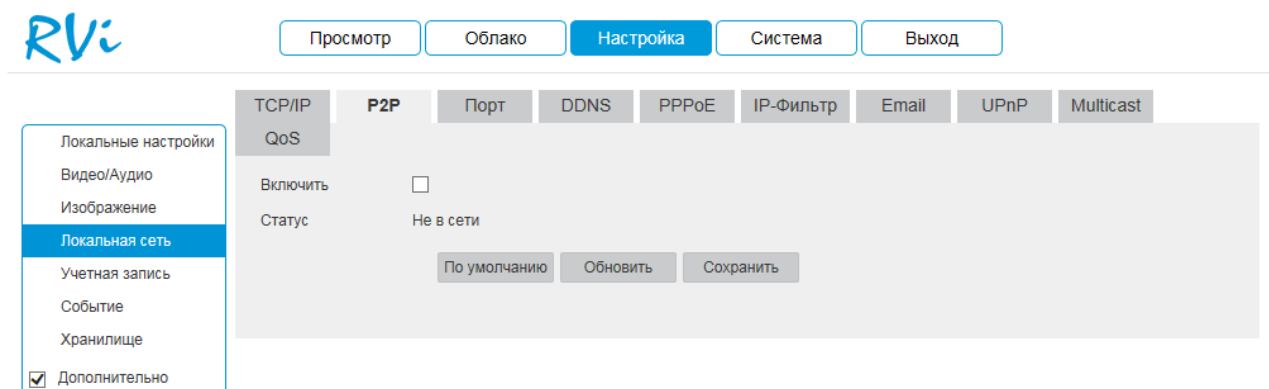 RVi
Просмотр Облако Настройка Система Выход
TCP/IP P2P Порт DDNS PPPoE IP-Фильтр Email UPnP Multicast
QoS
Локальные настройки
Видео/Аудио
Изображение
Локальная сеть
Учетная запись
Событие
Хранилище
Дополнительно
Включить
Статус Не в сети
По умолчанию Обновить Сохранить